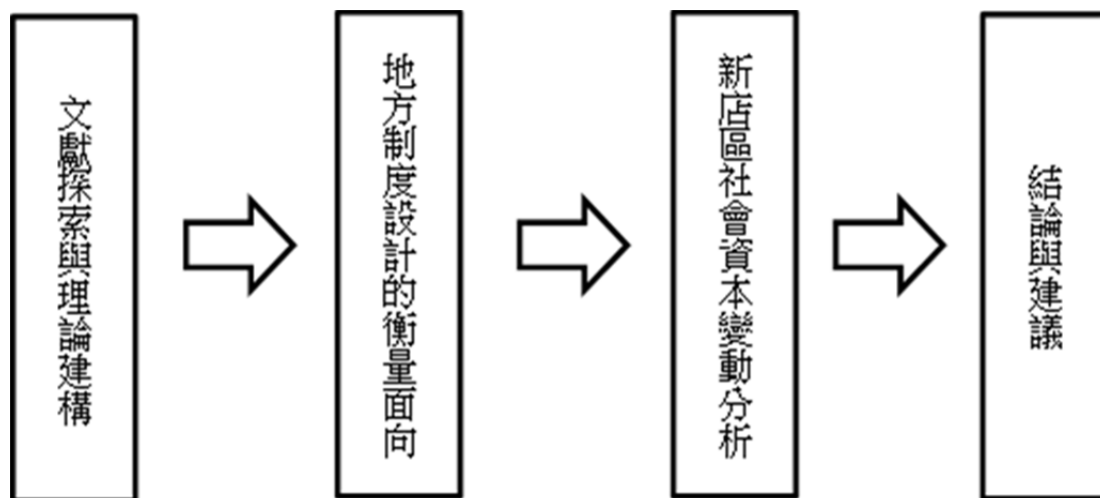 文獻探索與理論建構
地方制度設計的衡量面向
新店區社會資本變動分析
結論與建議